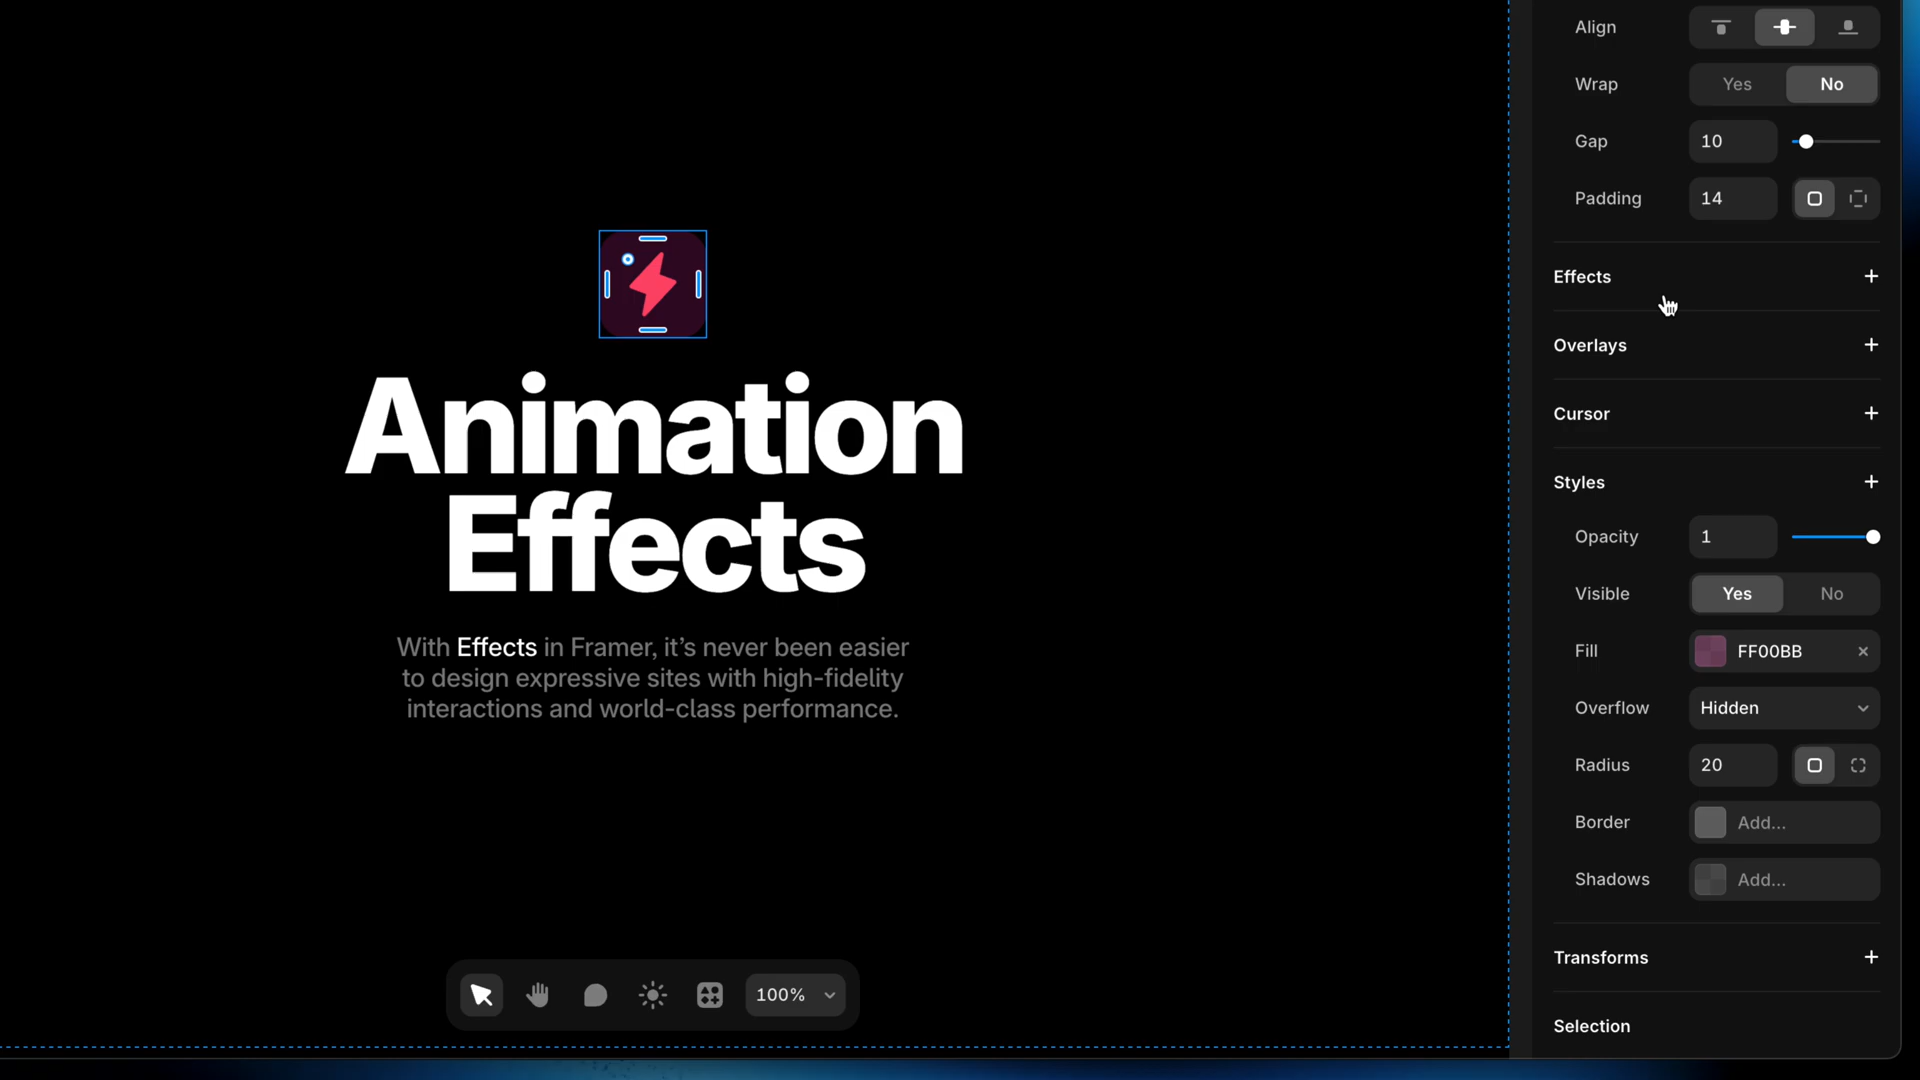 Animation
Effects
With Effects in Framer, it’s never been easier
to design expressive sites with high-fidelity
interactions and world-class performance.
100%
Align
Wrap Yes No
Gap 10
Padding 14
Effects
Overlays
Cursor
Styles
Opacity 1
Visible Yes No
Fill FF00BB
Overflow Hidden
Radius 20
Border Add...
Shadows Add...
Transforms
Selection